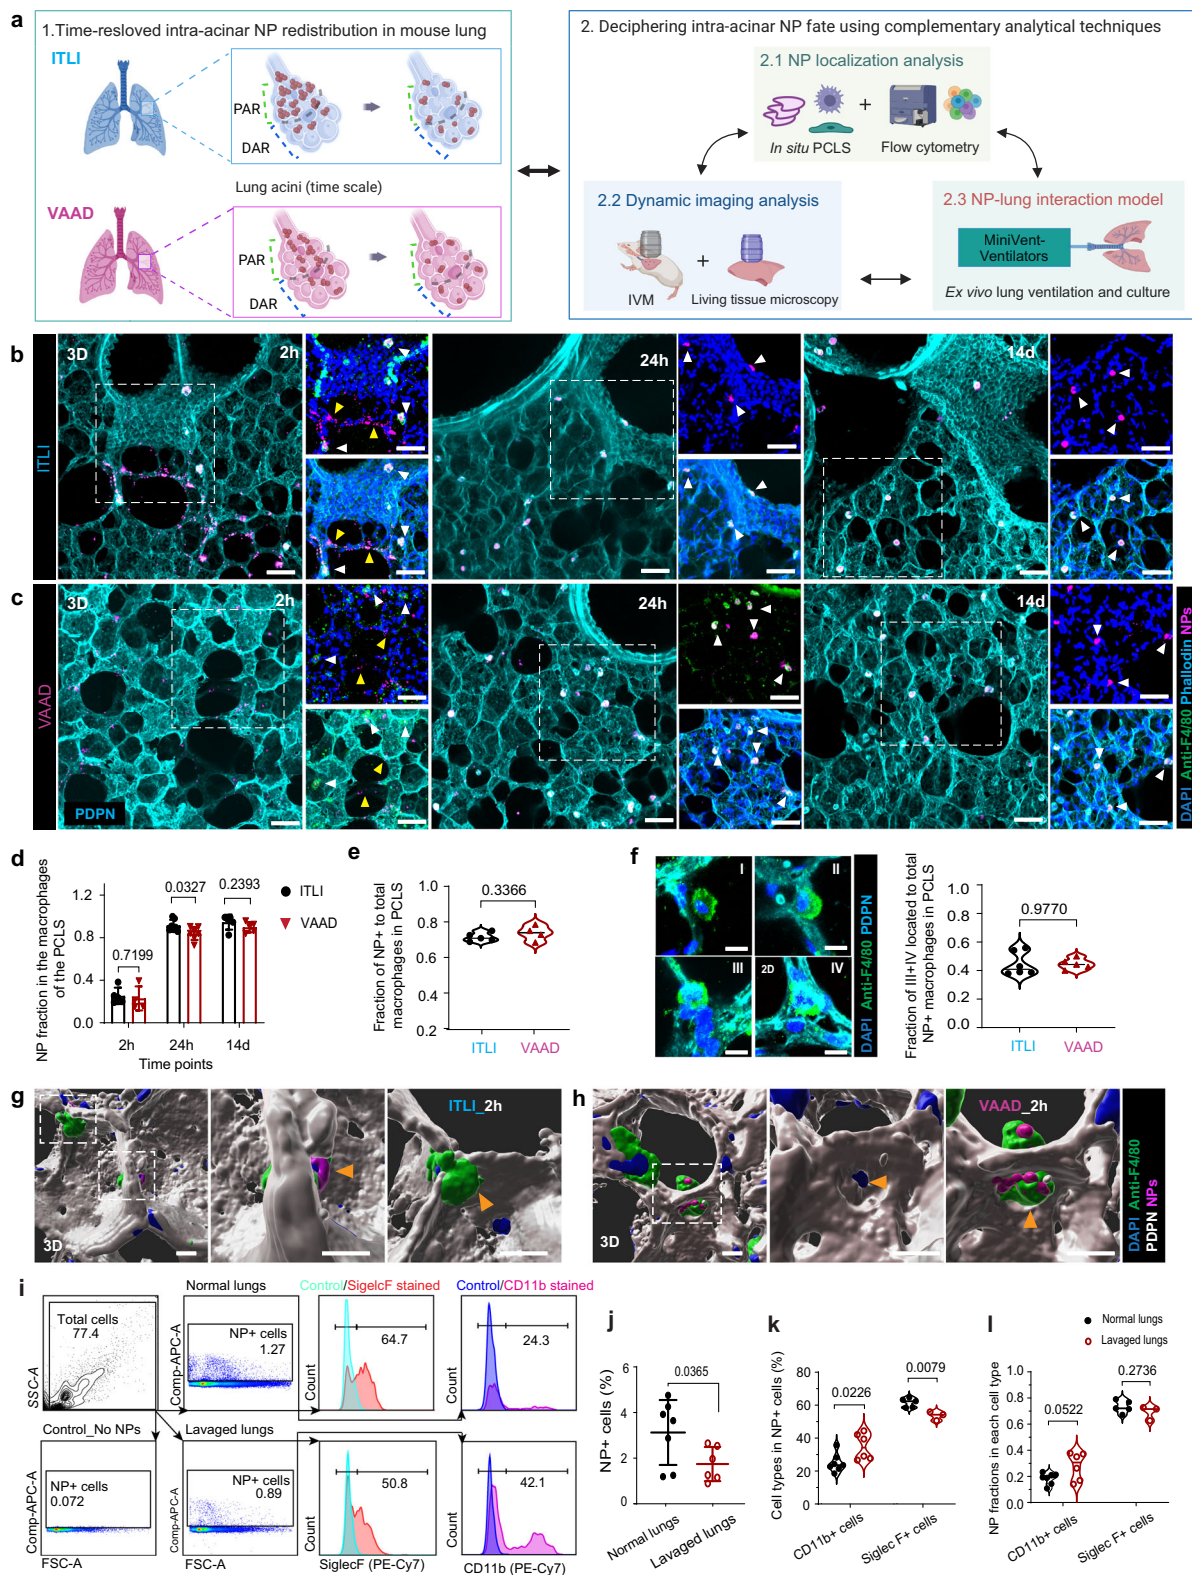 a
1.Time-resloved intra-acinar NP redistribution in mouse lung
ITLI
PAR
DAR
Lung acini (time scale)
VAAD
PAR
DAR
2. Deciphering intra-acinar NP fate using complementary analytical techniques
2.1 NP localization analysis
+
In situ PCLS
Flow cytometry
2.2 Dynamic imaging analysis
+
IVM
Living tissue microscopy
2.3 NP-lung interaction model
MiniVent-
Ventilators
Ex vivo lung ventilation and culture
b
ITLI
3D
2h
24h
14d
c
VAAD
3D
2h
24h
14d
PDPN
DAPI Anti-F4/80 Phallodin NPs
d
NP fraction in the macrophages
of the PCLS
1.2
0.8
0.4
0.0
0.7199
0.0327
0.2393
2h
24h
14d
Time points
ITLI
VAAD
e
Fraction of NP+ to total
macrophages in PCLS
1.0
0.8
0.6
0.4
0.2
0.3366
ITLI
VAAD
f
I
II
III
2D
IV
DAPI Anti-F4/80 PDPN
Fraction of III+IV located to total
NP+ macrophages in PCLS
1.0
0.8
0.6
0.4
0.2
0.0
0.9770
ITLI
VAAD
g
ITLI_2h
3D
h
VAAD_2h
3D
DAPI Anti-F4/80
PDPN NPs
i
Total cells
77.4
SSC-A
Normal lungs
NP+ cells
1.27
Comp-APC-A
Control/SigelcF stained
64.7
Count
Control/CD11b stained
24.3
Count
Control_No NPs
NP+ cells
0.072
Comp-APC-A
FSC-A
Lavaged lungs
NP+ cells
0.89
Comp-APC-A
FSC-A
50.8
Count
SiglecF (PE-Cy7)
42.1
Count
CD11b (PE-Cy7)
j
NP+ cells (%)
6
4
2
0
0.0365
Normal lungs
Lavaged lungs
k
Cell types in NP+ cells (%)
80
60
40
20
0
0.0226
0.0079
CD11b+ cells
Siglec F+ cells
l
Normal lungs
Lavaged lungs
NP fractions in each cell type
1.0
0.8
0.6
0.4
0.2
0.0
0.0522
0.2736
CD11b+ cells
Siglec F+ cells